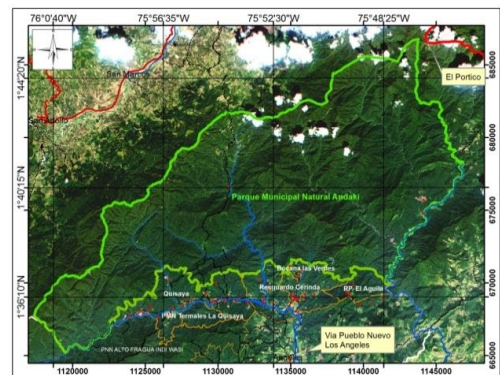 76°0'40"W
75°56'35"W
75°52'30"W
75°48'25"W
1°44'20"
685000
San Marcos
El Portico
680000
1°40'15"
Parque Municipal Natural Andaki
675000
Bocana las Verdes
Quisaya
Resguardo Cerinda
RP- El Aguila
1°36'10"
670000
PNN Termales La Quisaya
Via Pueblo Nuevo
Los Angeles
PNN ALTO FRAGUA INDI WASI
665000
1120000
1125000
1130000
1135000
1140000
1145000